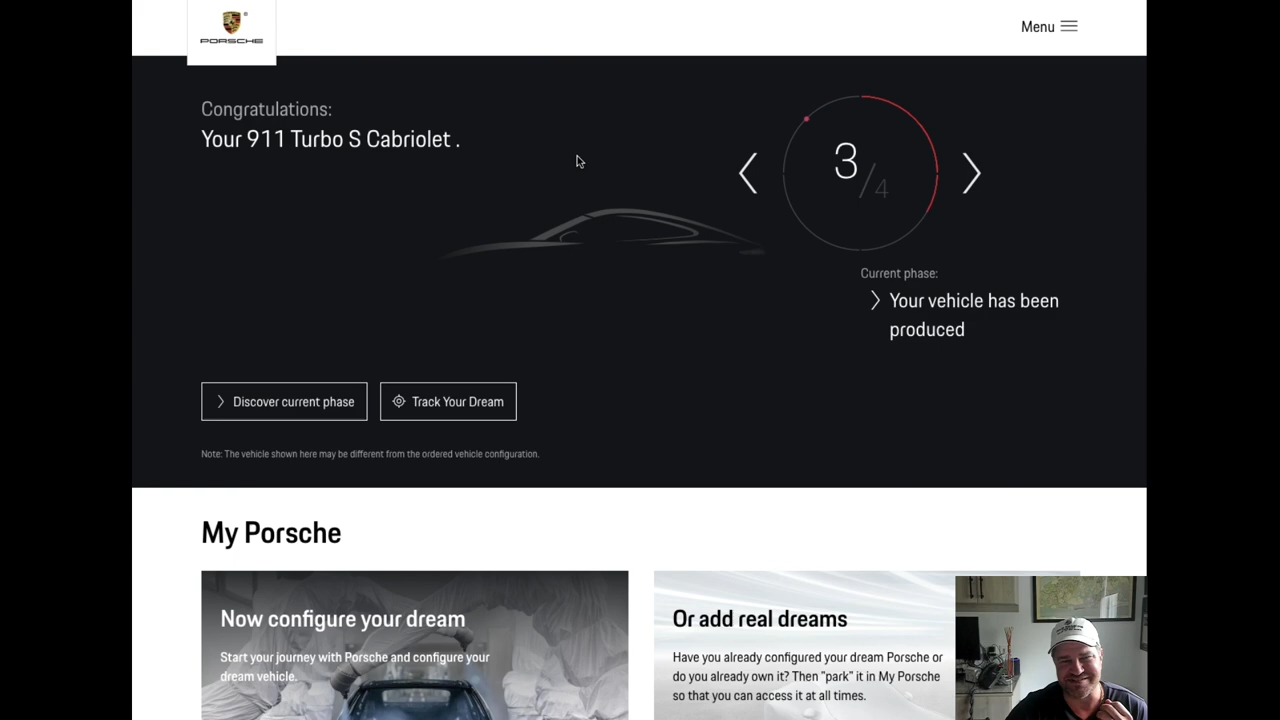 PORSCHE
Menu
Congratulations:
Your 911 Turbo S Cabriolet .
3/4
Current phase:
Your vehicle has been
produced
Discover current phase
Track Your Dream
Note: The vehicle shown here may be different from the ordered vehicle configuration.
My Porsche
Now configure your dream
Start your journey with Porsche and configure your
dream vehicle.
Or add real dreams
Have you already configured your dream Porsche or
do you already own it? Then "park" it in My Porsche
so that you can access it at all times.